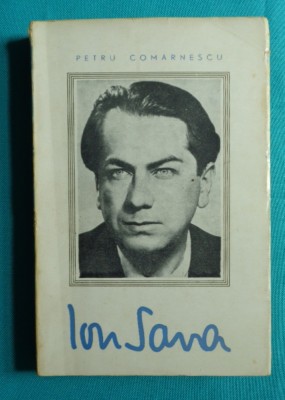 PETRU COMARNESCU
Ion Sava